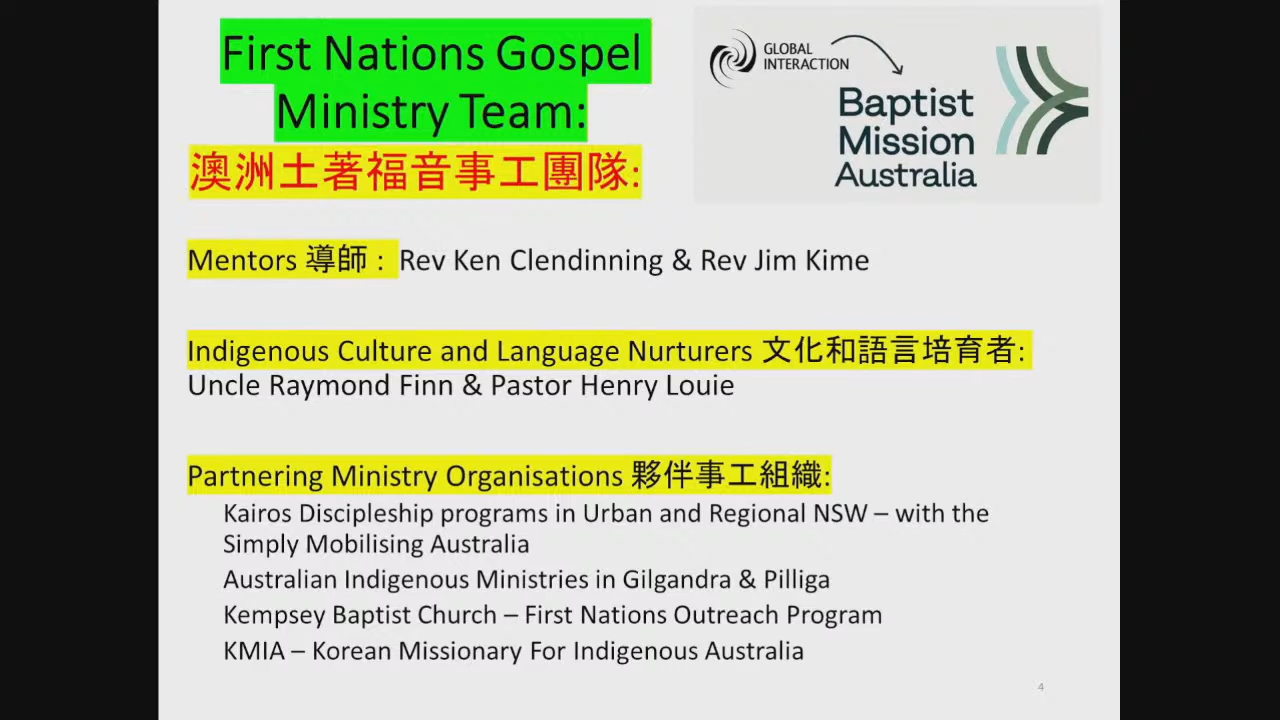 First Nations Gospel
Ministry Team:
澳洲土著福音事工團隊:
GLOBAL
INTERACTION
Baptist
Mission
Australia
Mentors 導師 : Rev Ken Clendinning & Rev Jim Kime
Indigenous Culture and Language Nurturers 文化和語言培育者:
Uncle Raymond Finn & Pastor Henry Louie
Partnering Ministry Organisations 夥伴事工組織:
Kairos Discipleship programs in Urban and Regional NSW – with the
Simply Mobilising Australia
Australian Indigenous Ministries in Gilgandra & Pilliga
Kempsey Baptist Church – First Nations Outreach Program
KMIA – Korean Missionary For Indigenous Australia
4